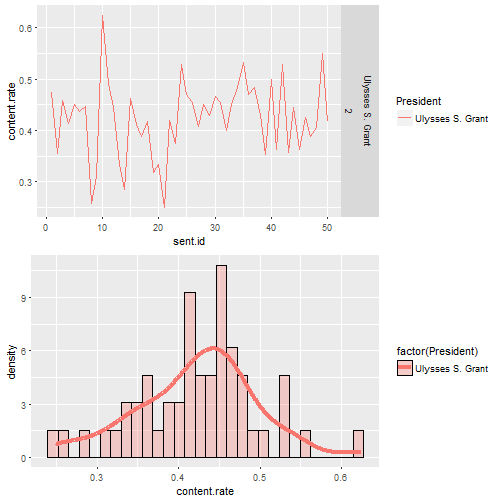 content.rate
0.6
0.5
0.4
0.3
0 10 20 30 40 50
sent.id
Ulysses S. Grant
2
President
Ulysses S. Grant
density
9
6
3
0
0.3 0.4 0.5 0.6
content.rate
factor(President)
Ulysses S. Grant